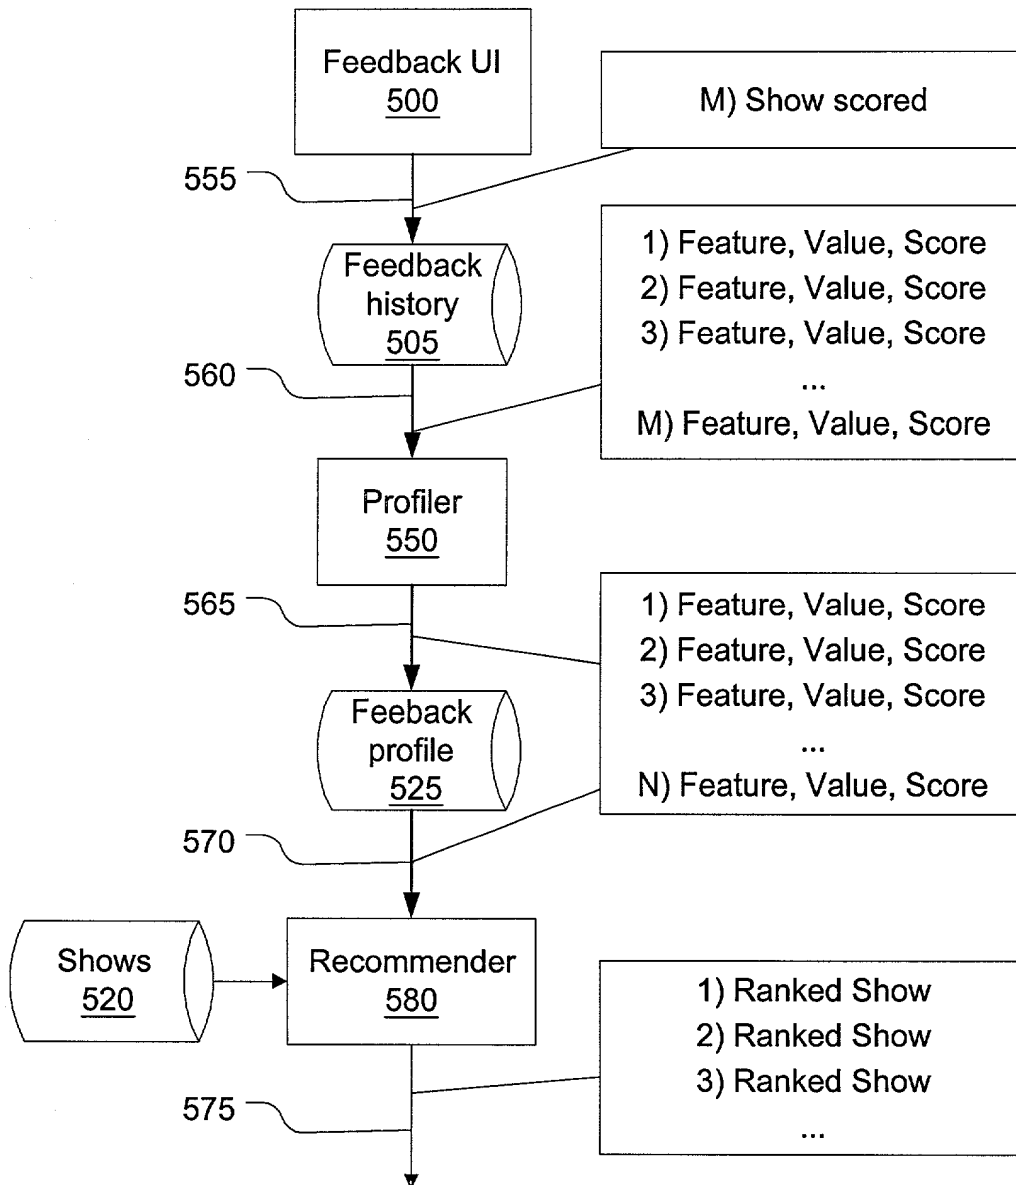 Feedback UI
500
M) Show scored
555
Feedback
history
505
1) Feature, Value, Score
2) Feature, Value, Score
3) Feature, Value, Score
...
M) Feature, Value, Score
560
Profiler
550
565
1) Feature, Value, Score
2) Feature, Value, Score
3) Feature, Value, Score
...
N) Feature, Value, Score
Feeback
profile
525
570
Shows
520
Recommender
580
1) Ranked Show
2) Ranked Show
3) Ranked Show
...
575